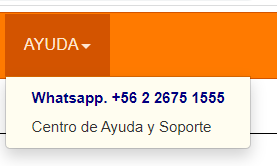 AYUDA
Whatsapp. +56 2 2675 1555
Centro de Ayuda y Soporte